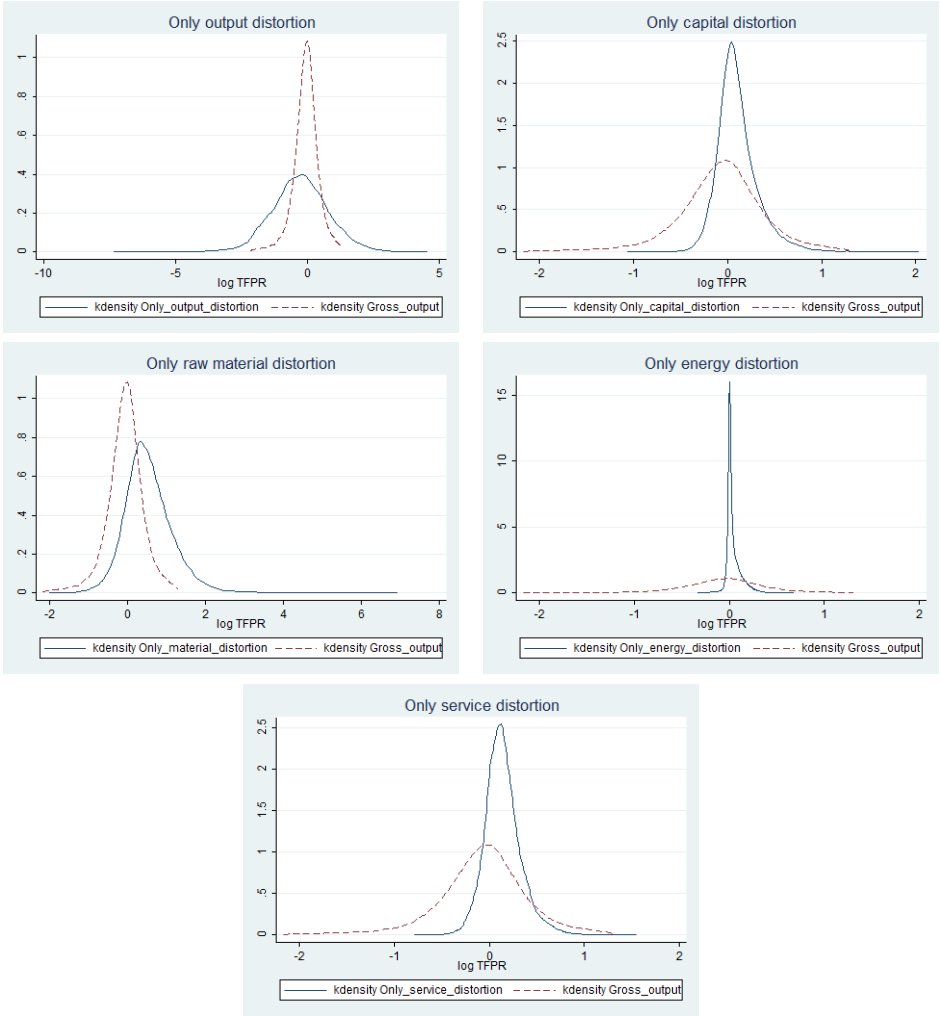 Only output distortion
1
.8
.6
.4
.2
0
-10 -5 0 5
log TFPR
kdensity Only_output_distortion kdensity Gross_output
Only capital distortion
2.5
2
1.5
1
.5
0
-2 -1 0 1 2
log TFPR
kdensity Only_capital_distortion kdensity Gross_output
Only raw material distortion
1
.8
.6
.4
.2
0
-2 0 2 4 6 8
log TFPR
kdensity Only_material_distortion kdensity Gross_output
Only energy distortion
15
10
5
0
-2 -1 0 1 2
log TFPR
kdensity Only_energy_distortion kdensity Gross_output
Only service distortion
2.5
2
1.5
1
.5
0
-2 -1 0 1 2
log TFPR
kdensity Only_service_distortion kdensity Gross_output